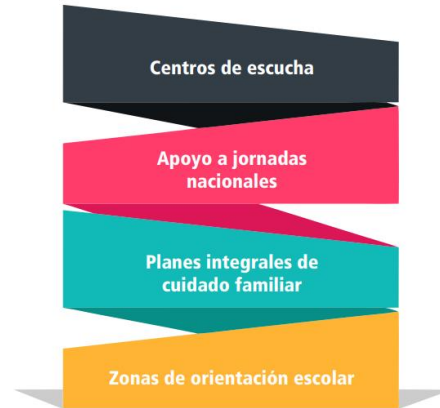 Centros de escucha
Apoyo a jornadas
nacionales
Planes integrales de
cuidado familiar
Zonas de orientación escolar